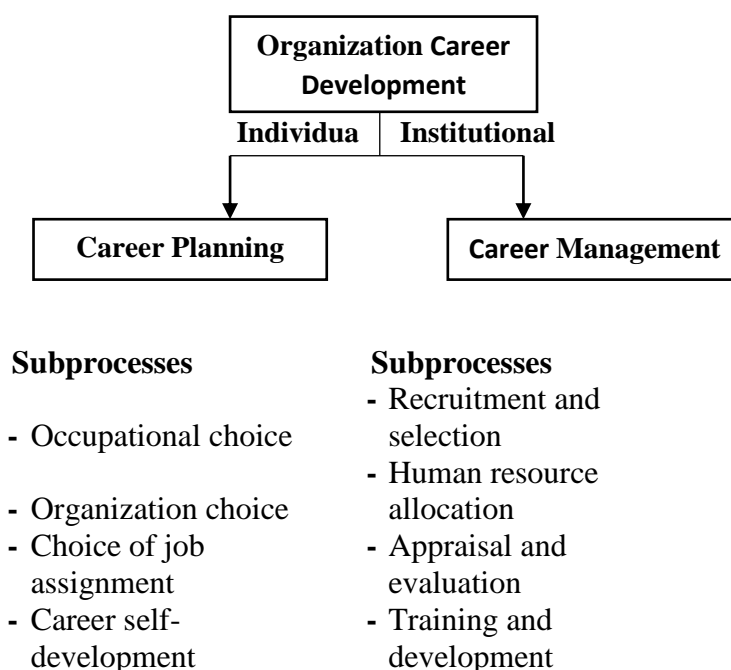 Organization Career
Development
Individua
Institutional
Career Planning
Career Management
Subprocesses
- Occupational choice
- Organization choice
- Choice of job
assignment
- Career self-
development
Subprocesses
- Recruitment and
selection
- Human resource
allocation
- Appraisal and
evaluation
- Training and
development